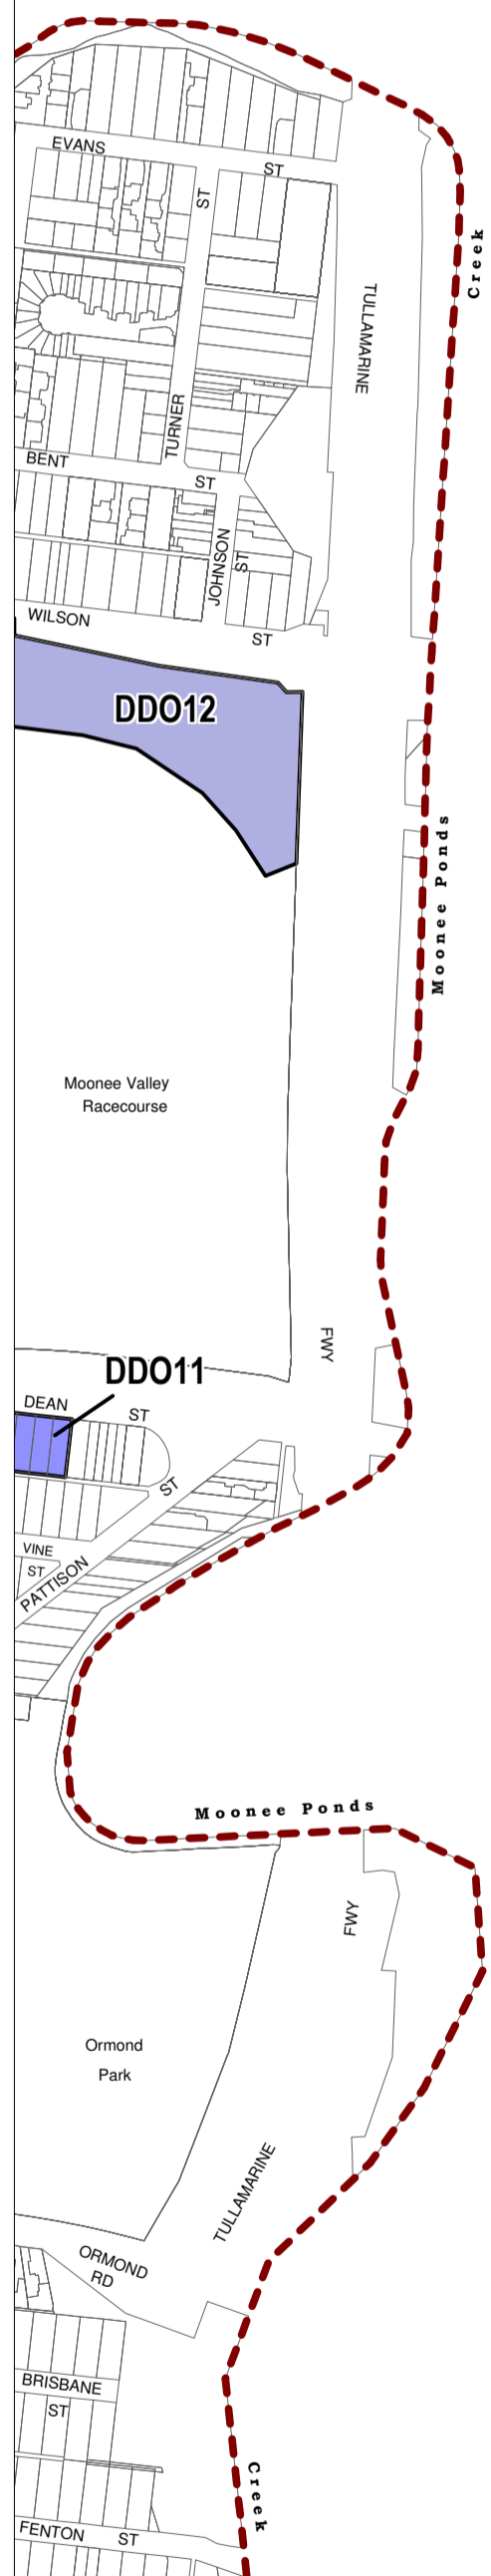 EVANS
ST
ST
Creek
TULLAMARINE
TURNER
BENT
ST
JOHNSON
ST
WILSON
ST
DDO12
Moonee Ponds
Moonee Valley
Racecourse
FWY
DDO11
DEAN
ST
ST
VINE
ST
PATTISON
Moonee Ponds
FWY
Ormond
Park
TULLAMARINE
ORMOND
RD
BRISBANE
ST
Creek
FENTON
ST